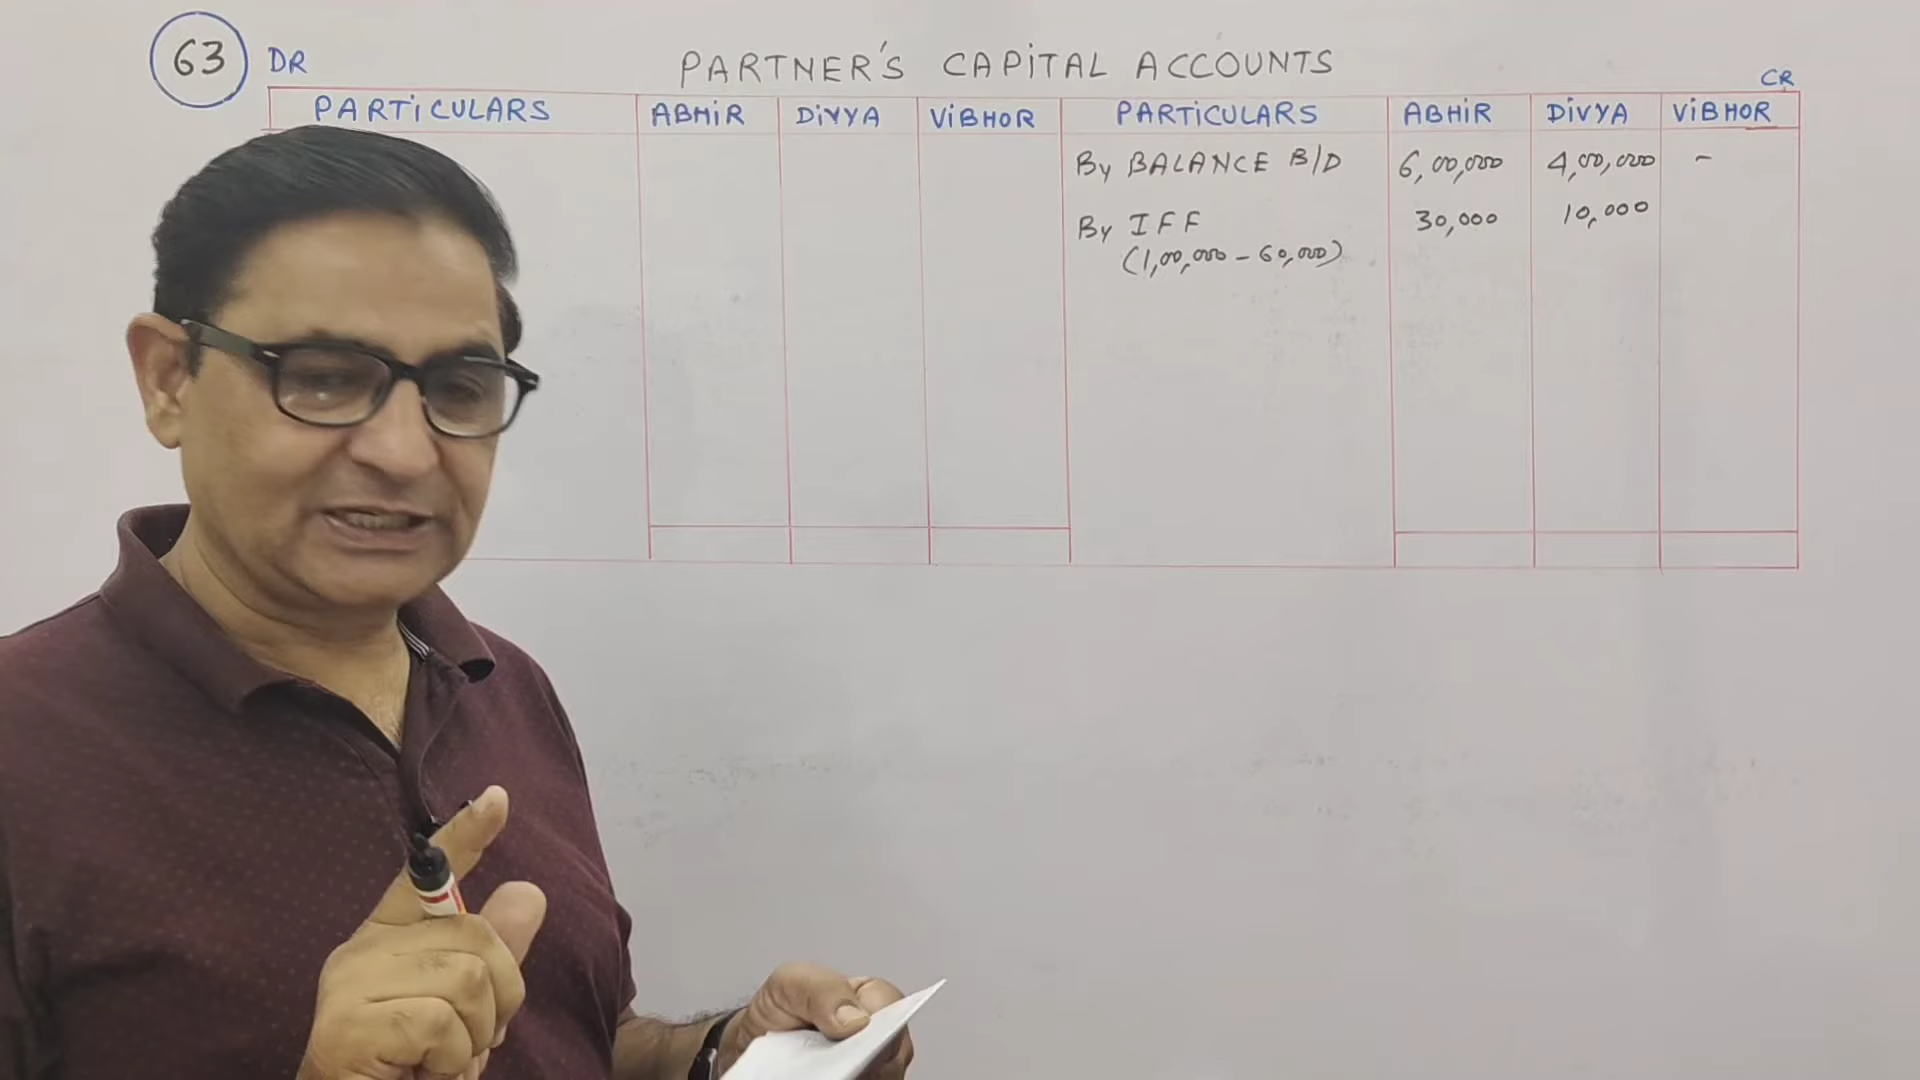 63 DR PARTNER'S CAPITAL ACCOUNTS CR
PARTICULARS ABHIR DIVYA VIBHOR PARTICULARS ABHIR DIVYA VIBHOR
By BALANCE B/D 6,00,000 4,00,000 -
By IFF 30,000 10,000
(1,00,000 - 60,000)